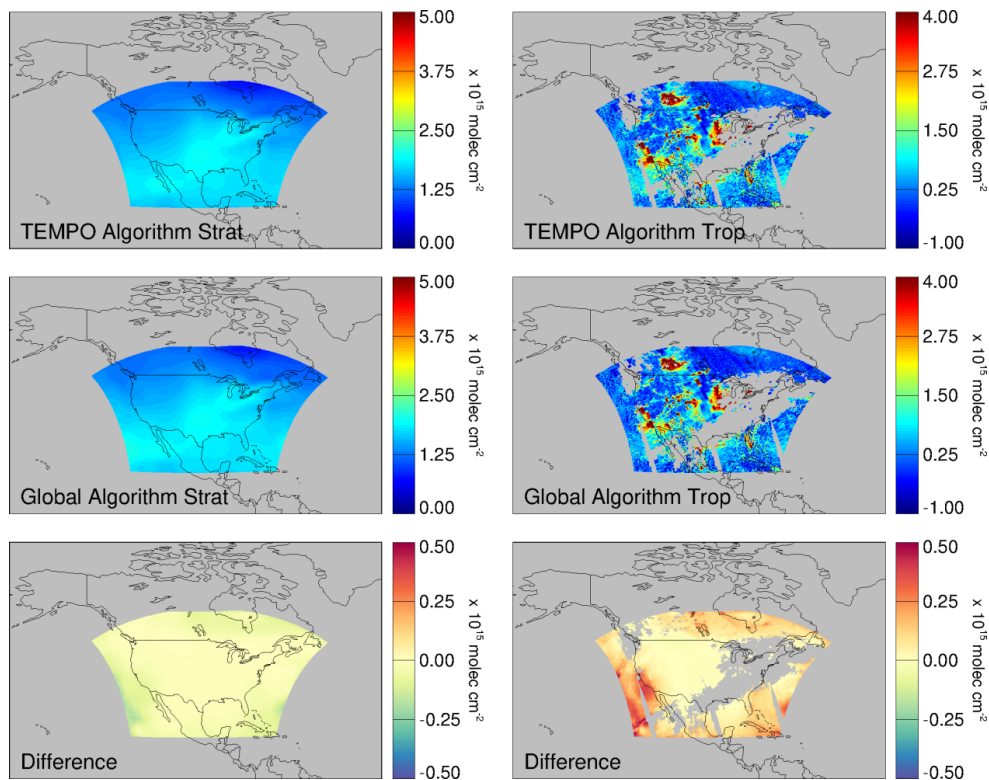 5.00
3.75
2.50
1.25
0.00
x 10¹⁵ molec cm⁻²
TEMPO Algorithm Strat
4.00
2.75
1.50
0.25
-1.00
x 10¹⁵ molec cm⁻²
TEMPO Algorithm Trop
5.00
3.75
2.50
1.25
0.00
x 10¹⁵ molec cm⁻²
Global Algorithm Strat
4.00
2.75
1.50
0.25
-1.00
x 10¹⁵ molec cm⁻²
Global Algorithm Trop
0.50
0.25
0.00
-0.25
-0.50
x 10¹⁵ molec cm⁻²
Difference
0.50
0.25
0.00
-0.25
-0.50
x 10¹⁵ molec cm⁻²
Difference